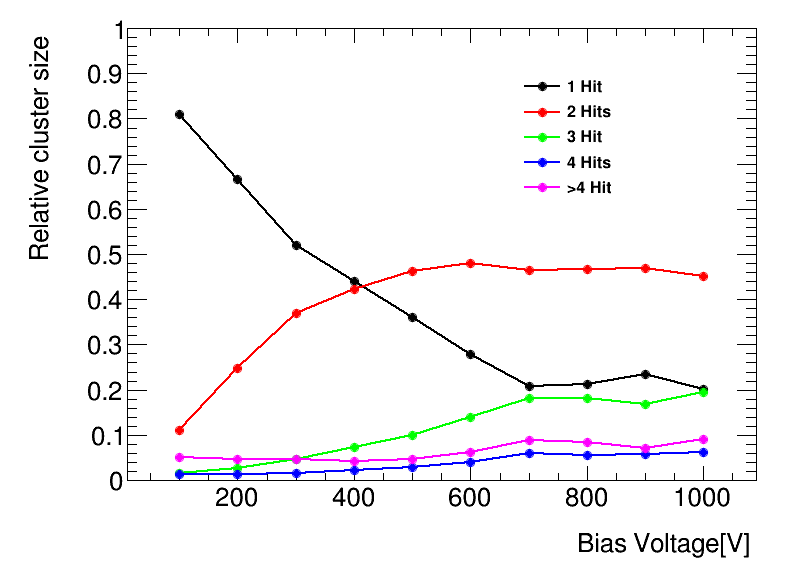 Relative cluster size
1
0.9
0.8
0.7
0.6
0.5
0.4
0.3
0.2
0.1
0
1 Hit
2 Hits
3 Hit
4 Hits
>4 Hit
200 400 600 800 1000
Bias Voltage[V]